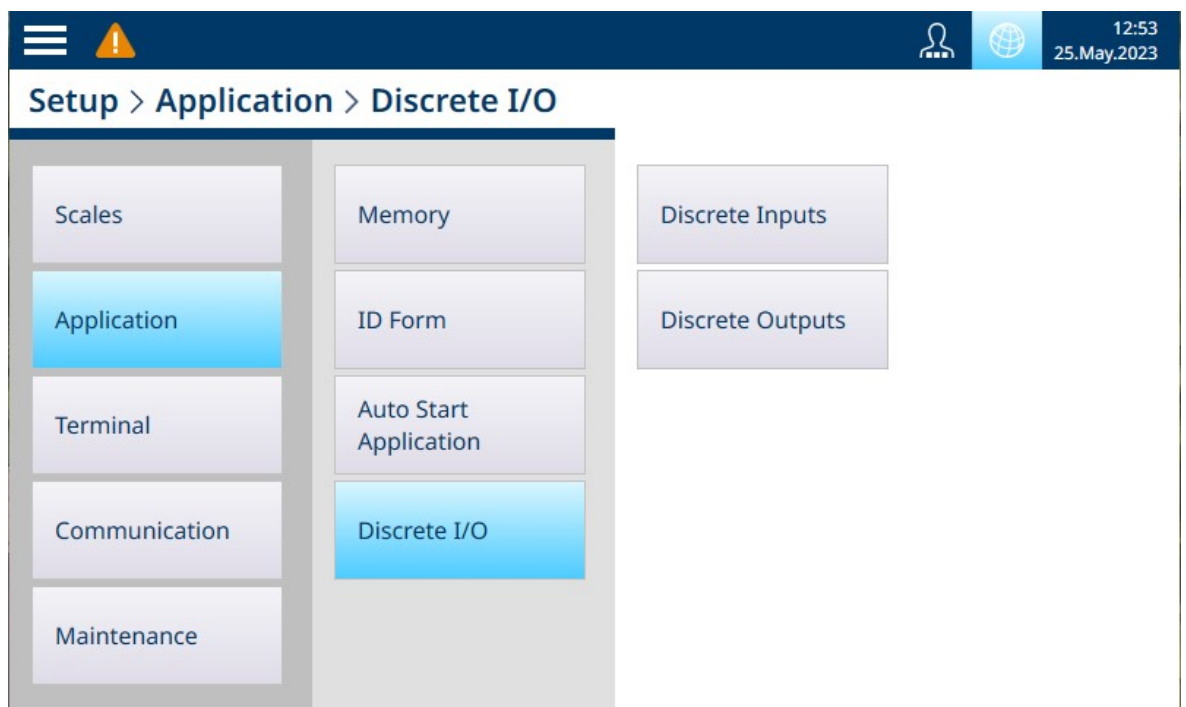 12:53
25.May.2023
Setup > Application > Discrete I/O
Scales
Memory
Discrete Inputs
Application
ID Form
Discrete Outputs
Terminal
Auto Start
Application
Communication
Discrete I/O
Maintenance